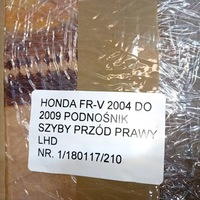 HONDA FR-V 2004 DO
2009 PODNOŚNIK
SZYBY PRZÓD PRAWY
LHD
NR. 1/180117/210